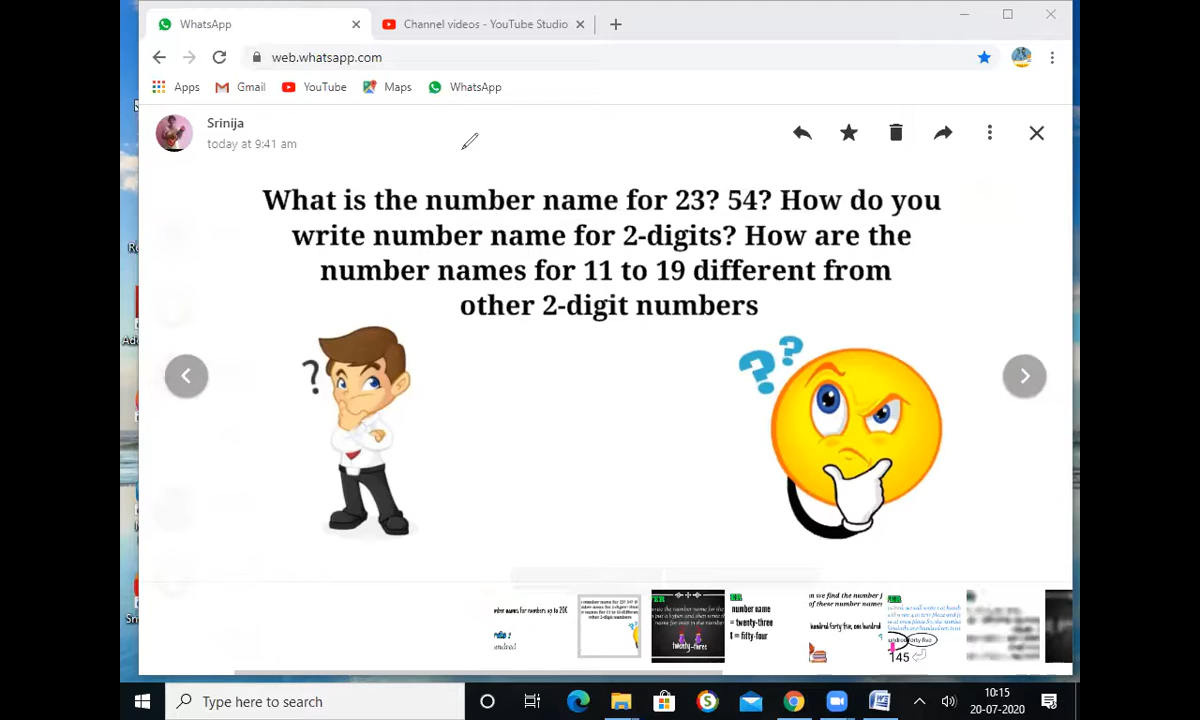 WhatsApp
Channel videos - YouTube Studio
web.whatsapp.com
Apps Gmail YouTube Maps WhatsApp
Srinija
today at 9:41 am
What is the number name for 23? 54? How do you
write number name for 2-digits? How are the
number names for 11 to 19 different from
other 2-digit numbers
? ? ?
number name
= twenty-three
= fifty-four
twenty-three
145
Type here to search
10:15
20-07-2020